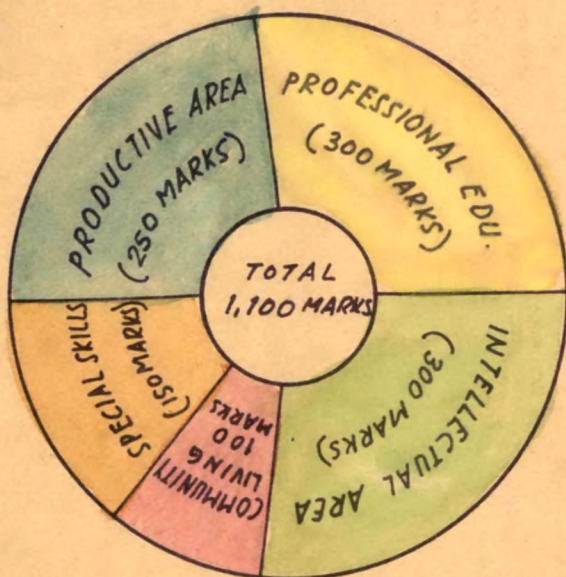 PRODUCTIVE AREA
(250 MARKS)
PROFESSIONAL EDU.
(300 MARKS)
TOTAL
1,100 MARKS
SPECIAL SKILLS
(150 MARKS)
COMMUNITY
LIVING
100
MARKS
INTELLECTUAL AREA
(300 MARKS)